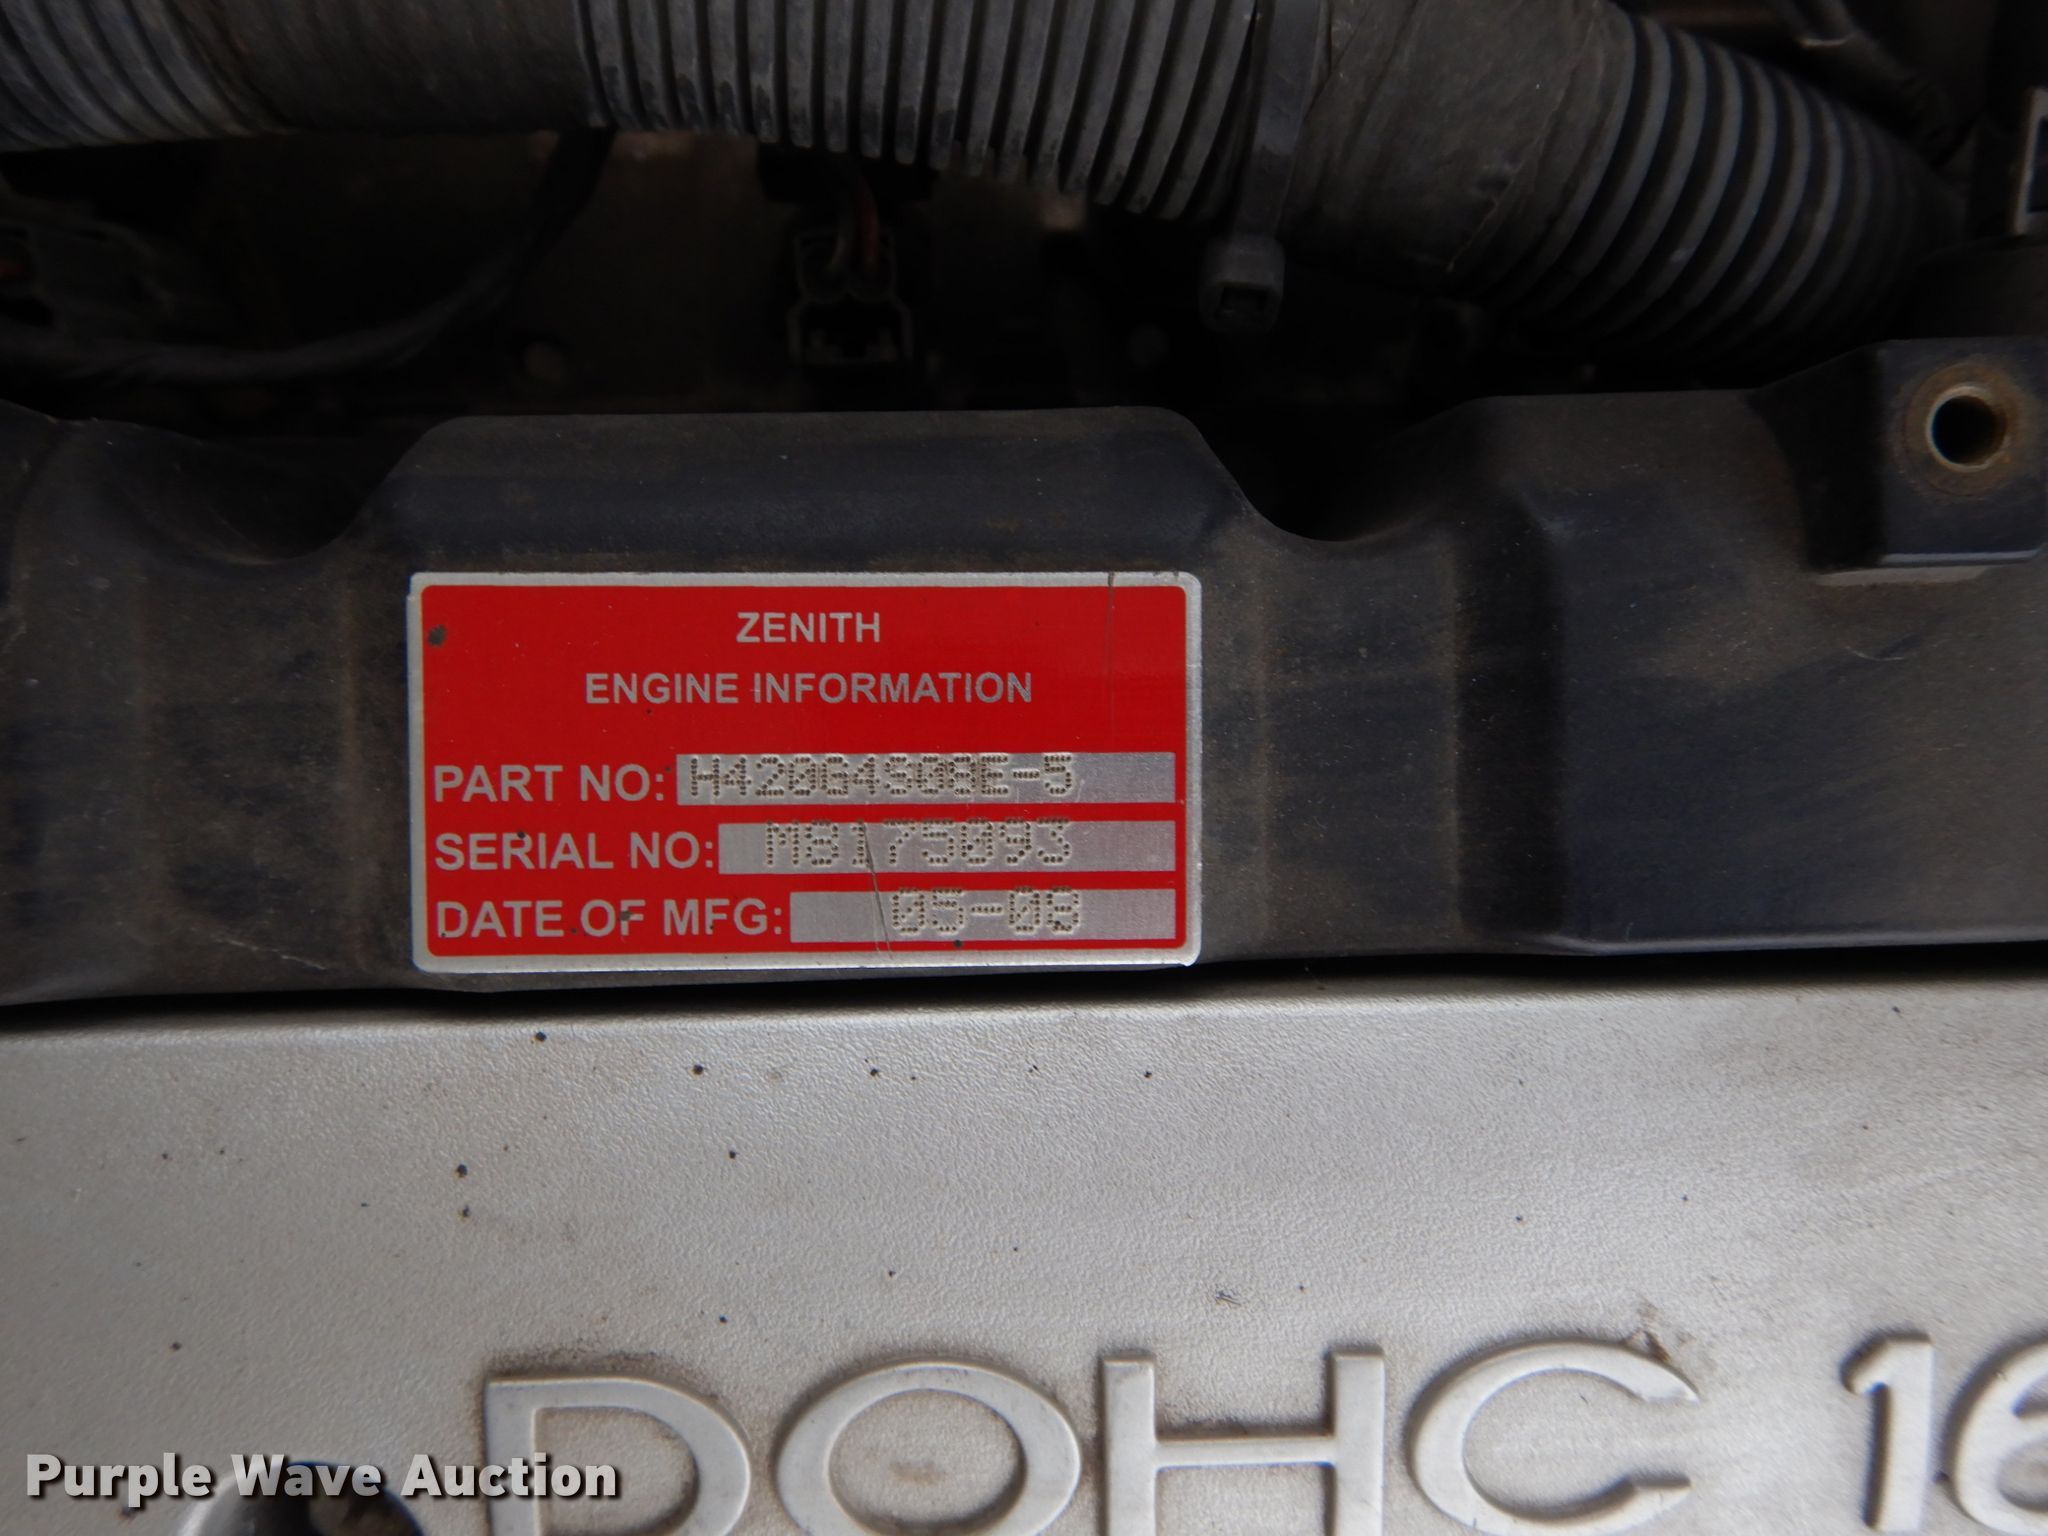 ZENITH
ENGINE INFORMATION
PART NO: H420G4S08E-5
SERIAL NO: M8175093
DATE OF MFG: 05-08
DOHC 16
Purple Wave Auction